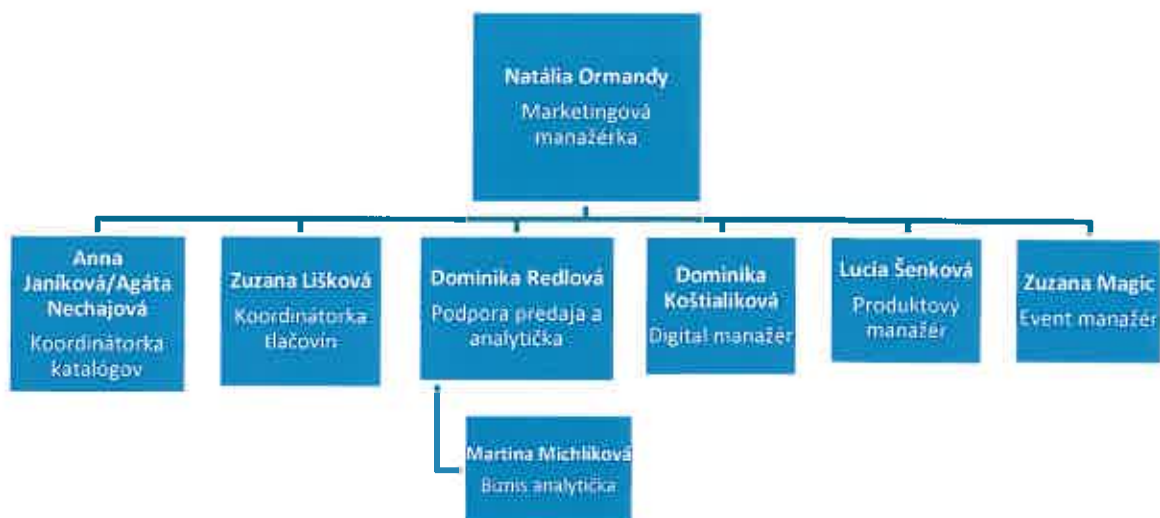 Natália Ormandy
Marketingová
manažérka
Anna
Janíková/Agáta
Nechajová
Koordinátorka
katalógov
Zuzana Lišková
Koordinátorka
tlačovín
Dominika Redlová
Podpora predaja a
analytička
Dominika
Koštialiková
Digital manažér
Lucia Šenková
Produktový
manažér
Zuzana Magic
Event manažér
Martina Michlíková
Biznis analytička